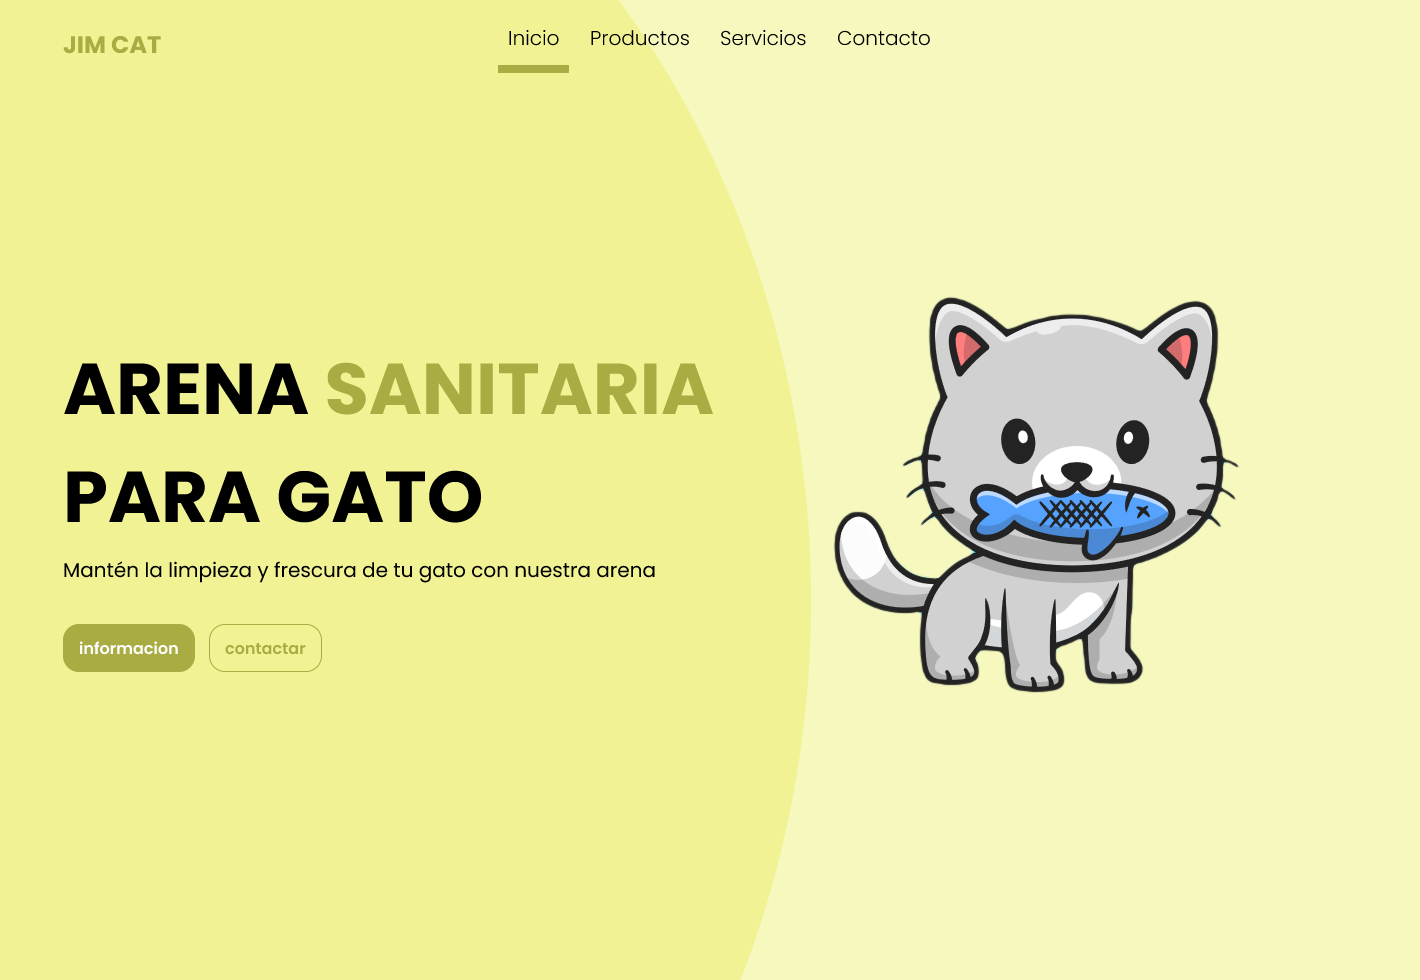 JIM CAT
Inicio Productos Servicios Contacto
ARENA SANITARIA
PARA GATO
Mantén la limpieza y frescura de tu gato con nuestra arena
informacion contactar